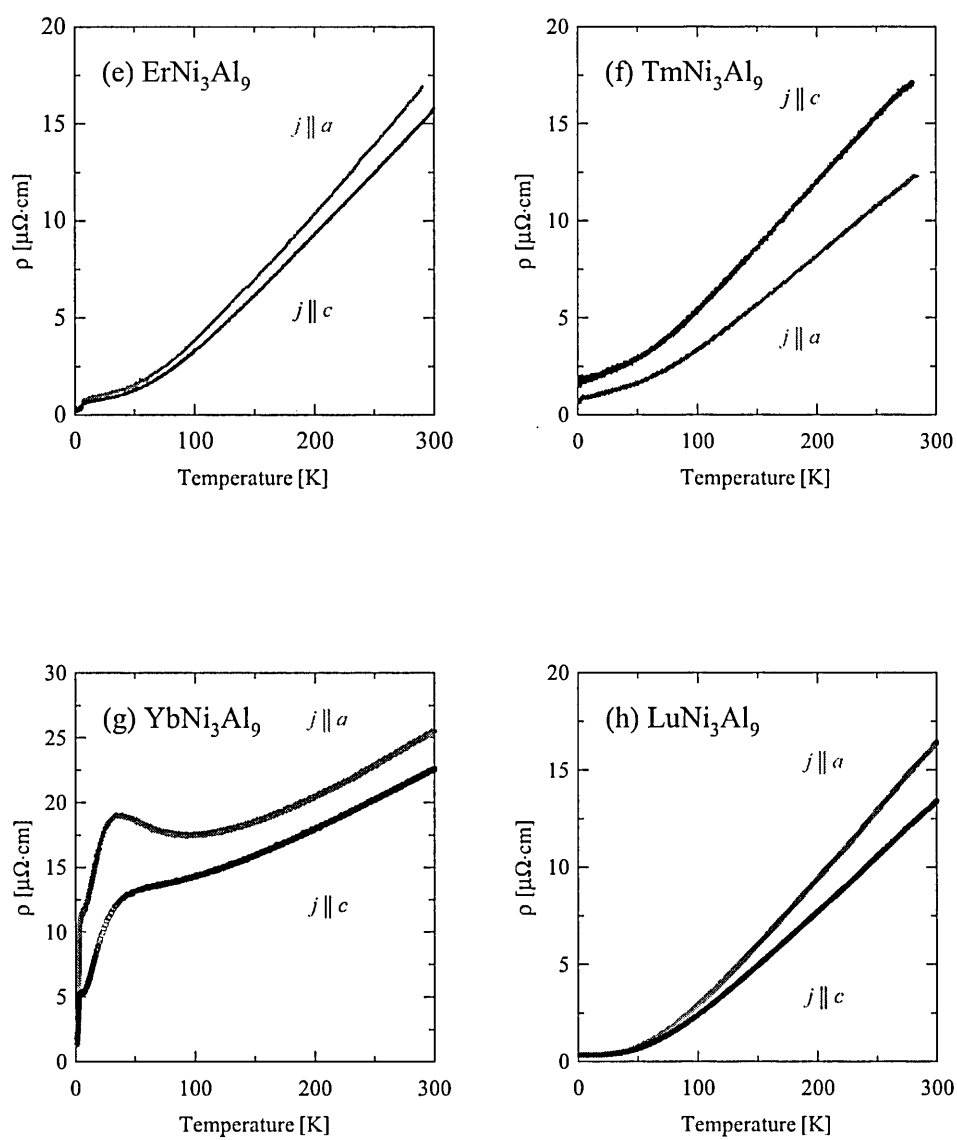 (e) ErNi₃Al₉
j || a
j || c
ρ [μΩ·cm]
20
15
10
5
0
0 100 200 300
Temperature [K]
(f) TmNi₃Al₉
j || c
j || a
ρ [μΩ·cm]
20
15
10
5
0
0 100 200 300
Temperature [K]
(g) YbNi₃Al₉
j || a
j || c
ρ [μΩ·cm]
30
25
20
15
10
5
0
0 100 200 300
Temperature [K]
(h) LuNi₃Al₉
j || a
j || c
ρ [μΩ·cm]
20
15
10
5
0
0 100 200 300
Temperature [K]